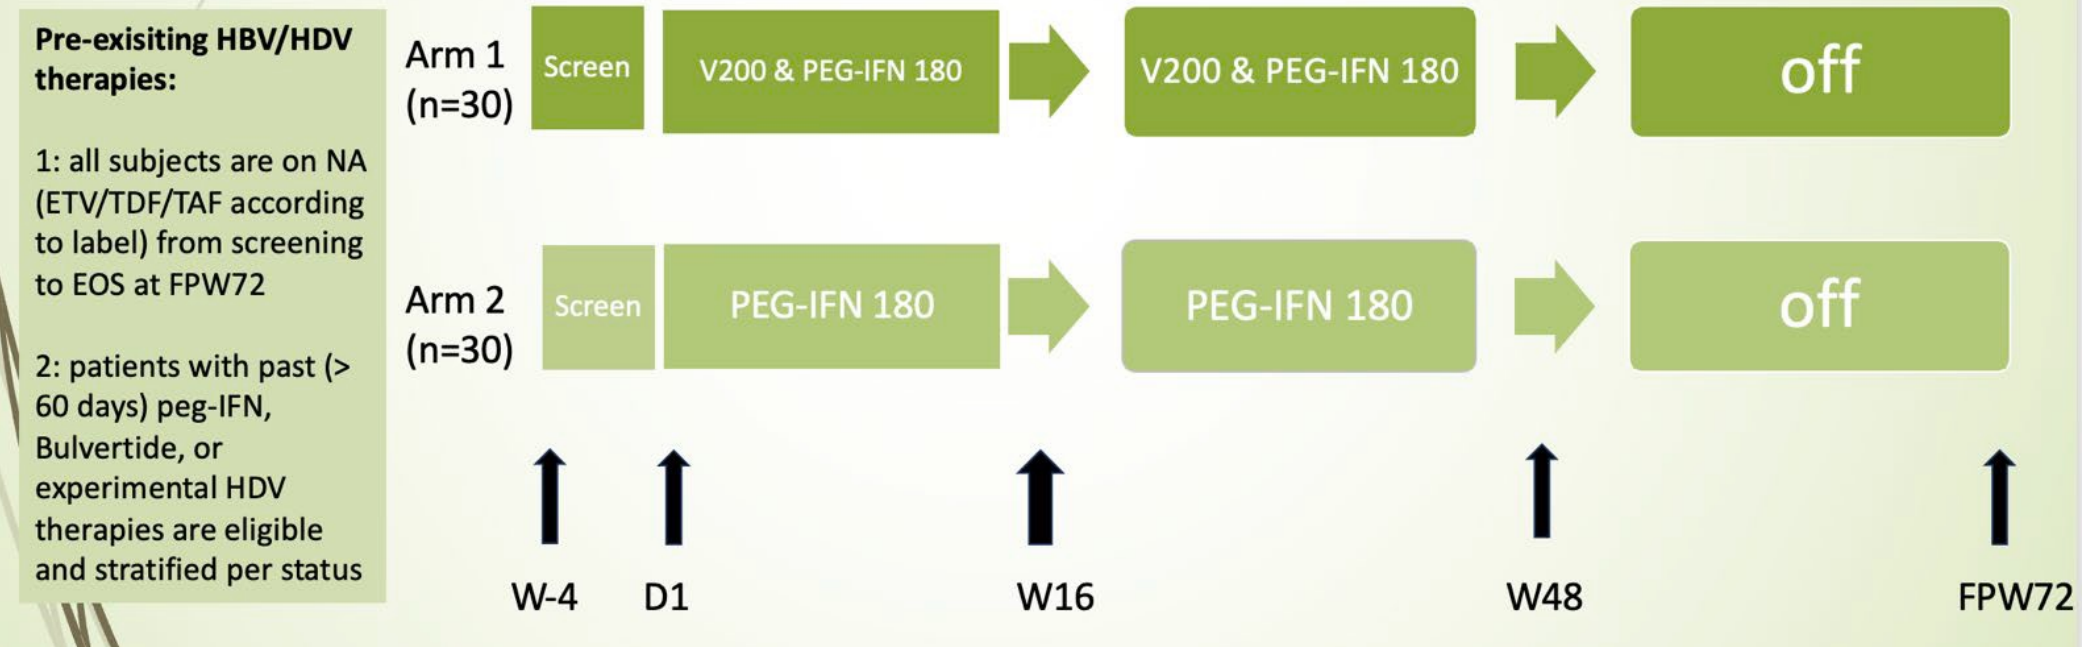 Pre-exisiting HBV/HDV
therapies:
1: all subjects are on NA
(ETV/TDF/TAF according
to label) from screening
to EOS at FPW72
2: patients with past (>
60 days) peg-IFN,
Bulvertide, or
experimental HDV
therapies are eligible
and stratified per status
Arm 1
(n=30)
Screen
V200 & PEG-IFN 180
V200 & PEG-IFN 180
off
Arm 2
(n=30)
Screen
PEG-IFN 180
PEG-IFN 180
off
W-4
D1
W16
W48
FPW72